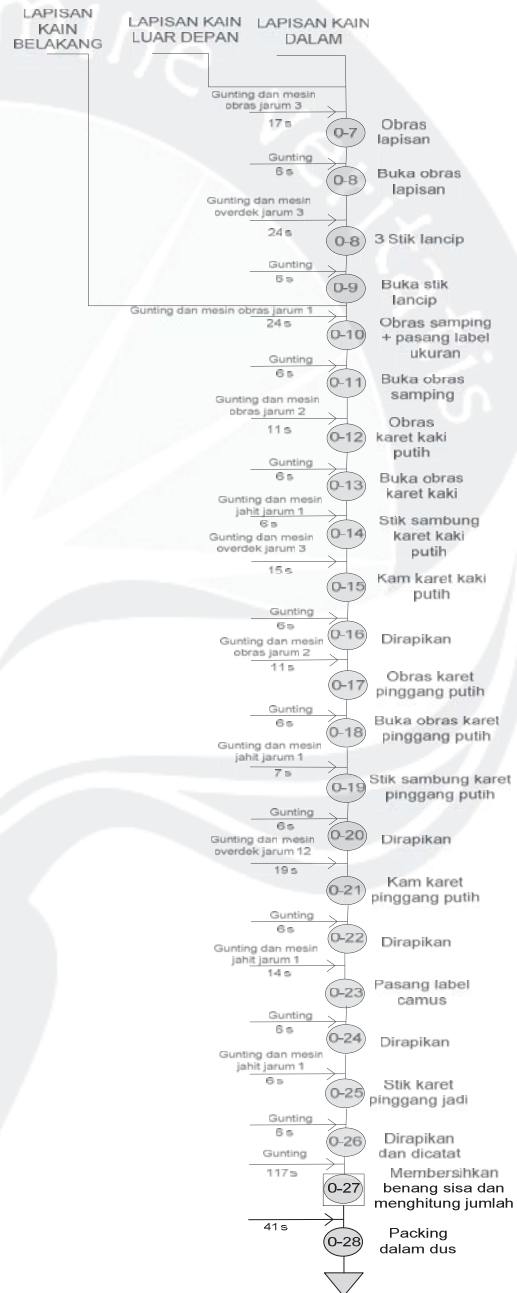 LAPISAN
KAIN
BELAKANG
LAPISAN KAIN
LUAR DEPAN
LAPISAN KAIN
DALAM
Gunting dan mesin
obras jarum 3
17 s
0-7
Obras
lapisan
Gunting
6 s
0-8
Buka obras
lapisan
Gunting dan mesin
overdek jarum 3
24 s
0-8
3 Stik lancip
Gunting
6 s
0-9
Buka stik
lancip
Gunting dan mesin obras jarum 1
24 s
0-10
Obras samping
+ pasang label
ukuran
Gunting
6 s
0-11
Buka obras
samping
Gunting dan mesin
obras jarum 2
11 s
0-12
Obras
karet kaki
putih
Gunting
6 s
0-13
Buka obras
karet kaki
Gunting dan mesin
jahit jarum 1
6 s
0-14
Stik sambung
karet kaki
putih
Gunting dan mesin
overdek jarum 3
15 s
0-15
Kam karet kaki
putih
Gunting
6 s
0-16
Dirapikan
Gunting dan mesin
obras jarum 2
11 s
0-17
Obras karet
pinggang putih
Gunting
6 s
0-18
Buka obras karet
pinggang putih
Gunting dan mesin
jahit jarum 1
7 s
0-19
Stik sambung karet
pinggang putih
Gunting
6 s
0-20
Dirapikan
Gunting dan mesin
overdek jarum 12
19 s
0-21
Kam karet
pinggang putih
Gunting
6 s
0-22
Dirapikan
Gunting dan mesin
jahit jarum 1
14 s
0-23
Pasang label
camus
Gunting
6 s
0-24
Dirapikan
Gunting dan mesin
jahit jarum 1
6 s
0-25
Stik karet
pinggang jadi
Gunting
6 s
0-26
Dirapikan
dan dicatat
Gunting
117 s
0-27
Membersihkan
benang sisa dan
menghitung jumlah
41 s
0-28
Packing
dalam dus